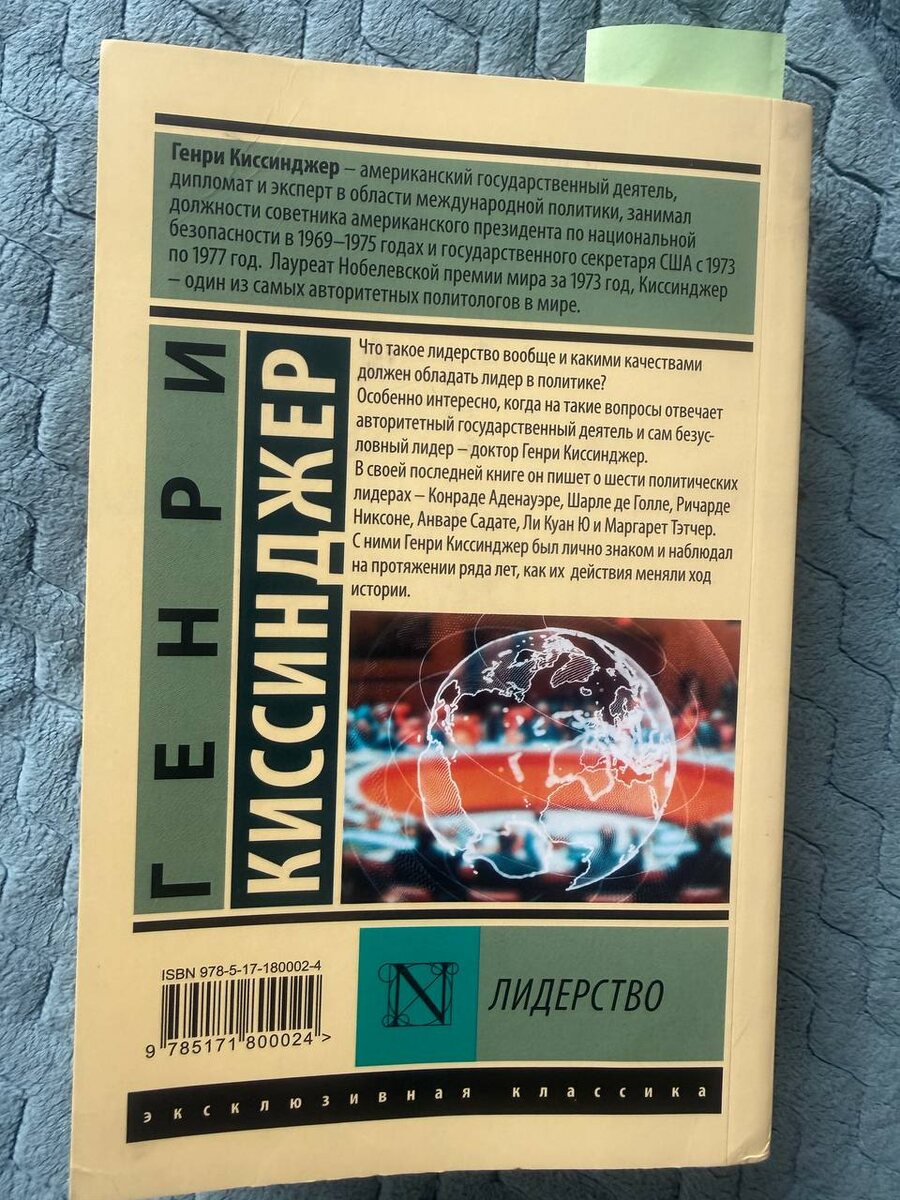 Генри Киссинджер – американский государственный деятель,
дипломат и эксперт в области международной политики, занимал
должности советника американского президента по национальной
безопасности в 1969–1975 годах и государственного секретаря США с 1973
по 1977 год. Лауреат Нобелевской премии мира за 1973 год, Киссинджер
– один из самых авторитетных политологов в мире.
ГЕНРИ
КИССИНДЖЕР
Что такое лидерство вообще и какими качествами
должен обладать лидер в политике?
Особенно интересно, когда на такие вопросы отвечает
авторитетный государственный деятель и сам безус-
ловный лидер – доктор Генри Киссинджер.
В своей последней книге он пишет о шести политических
лидерах – Конраде Аденауэре, Шарле де Голле, Ричарде
Никсоне, Анваре Садате, Ли Куан Ю и Маргарет Тэтчер.
С ними Генри Киссинджер был лично знаком и наблюдал
на протяжении ряда лет, как их действия меняли ход
истории.
ISBN 978-5-17-180002-4
9 785171 800024 >
N
ЛИДЕРСТВО
эксклюзивная классика